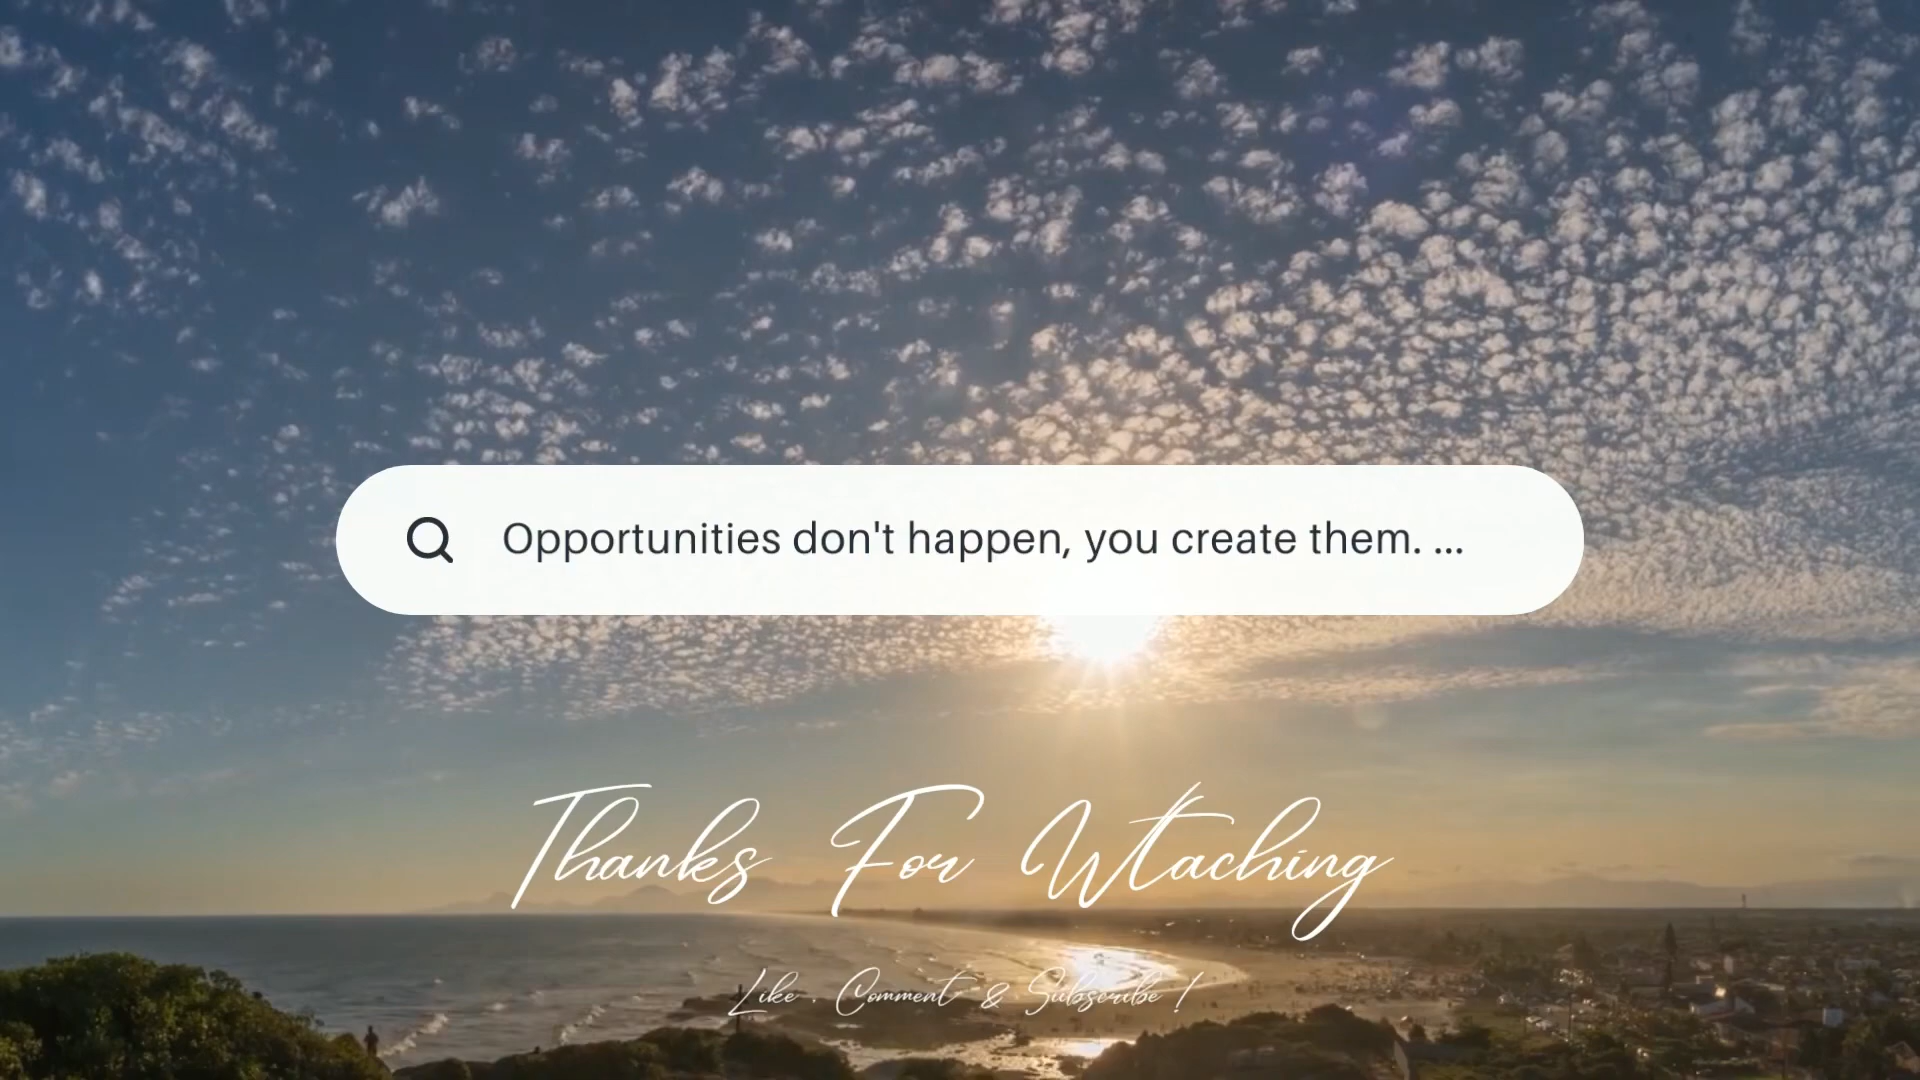 Opportunities don't happen, you create them. ...
Thanks For Wtaching
Like . Comment & Subscribe !